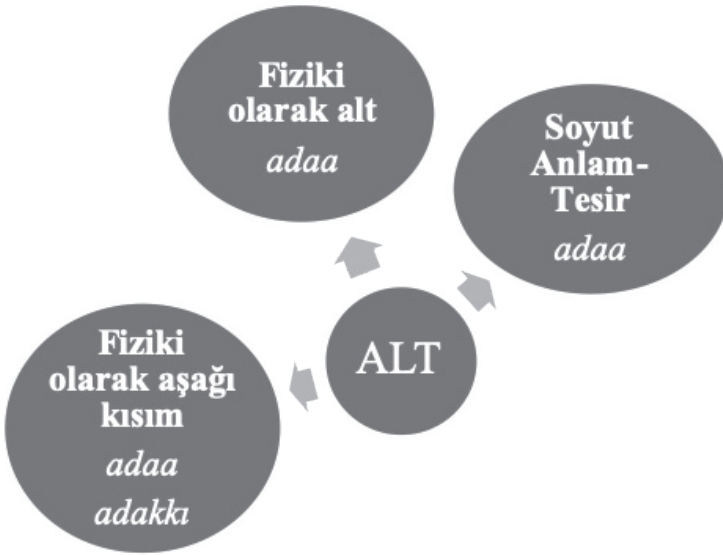 Fiziki
olarak alt
adaa
Soyut
Anlam-
Tesir
adaa
ALT
Fiziki
olarak aşağı
kısım
adaa
adakkı